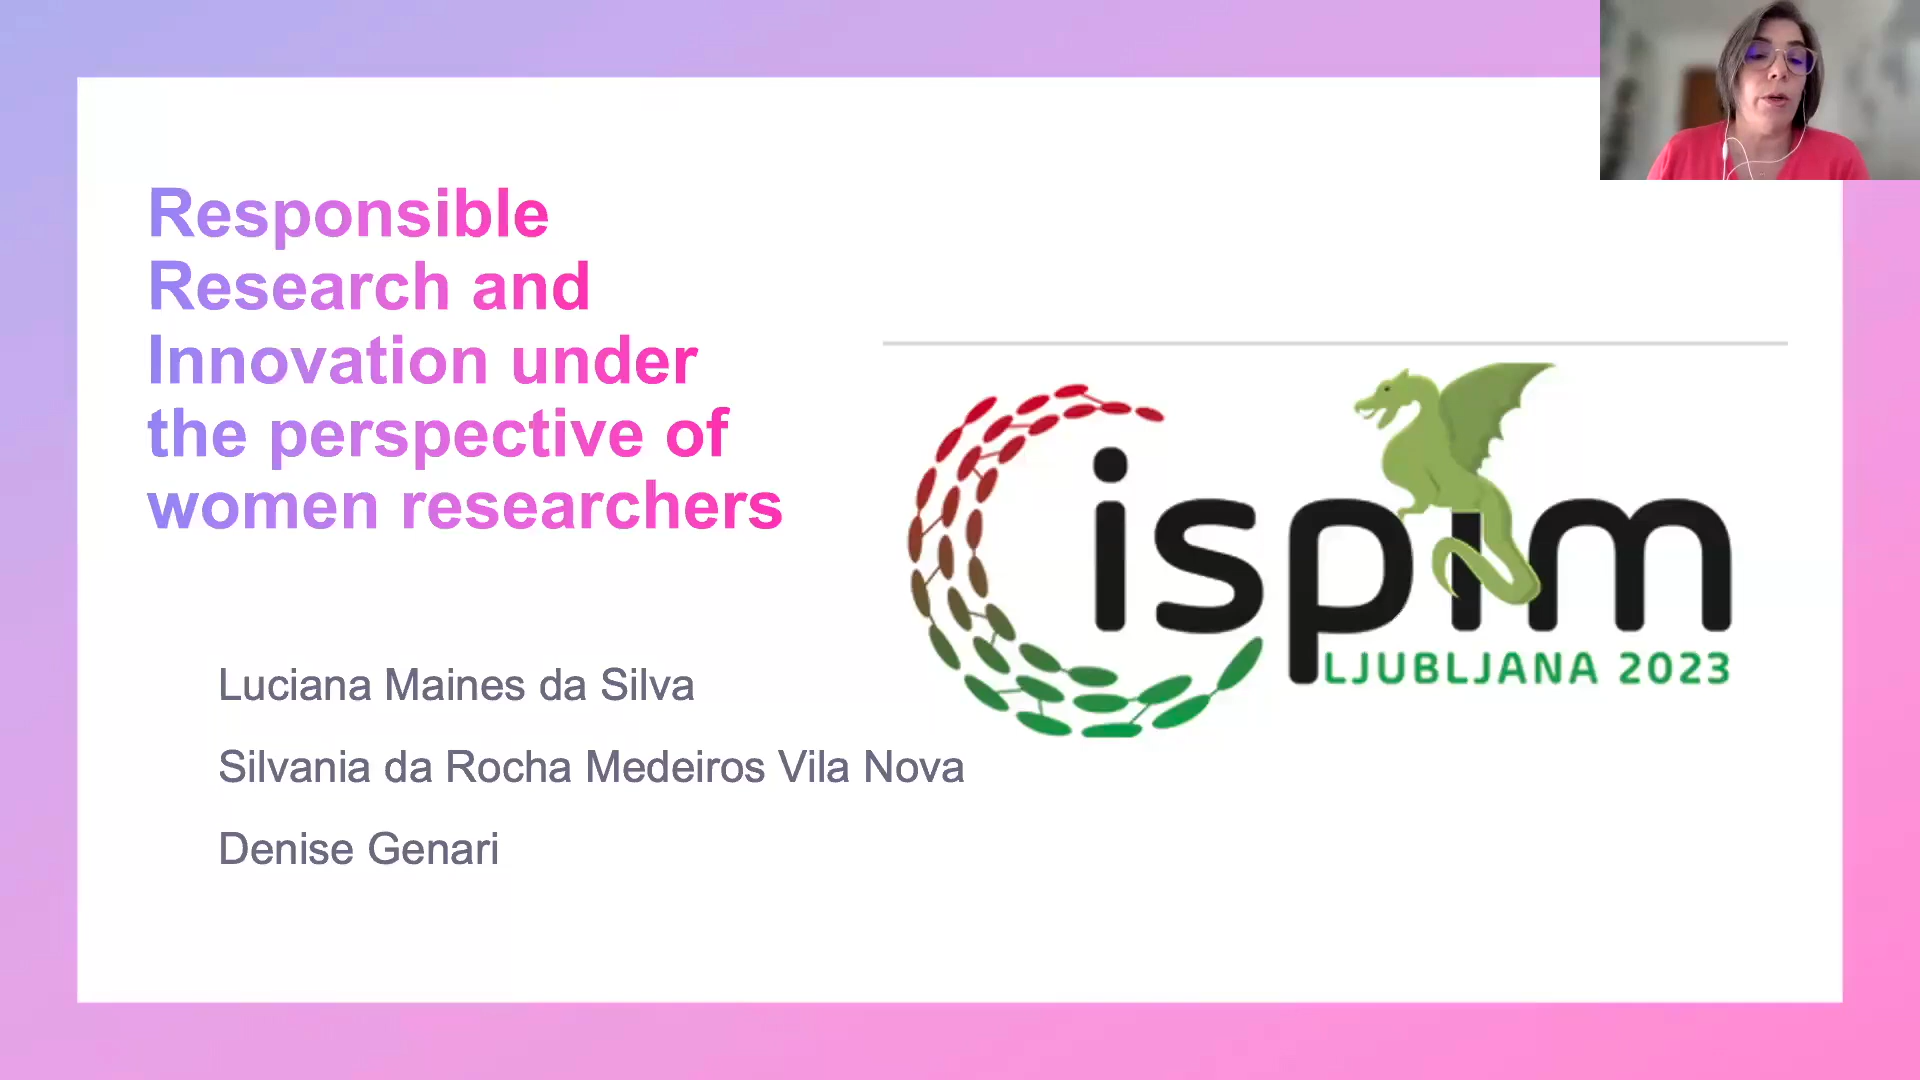 Responsible
Research and
Innovation under
the perspective of
women researchers
ispim
LJUBLJANA 2023
Luciana Maines da Silva
Silvania da Rocha Medeiros Vila Nova
Denise Genari